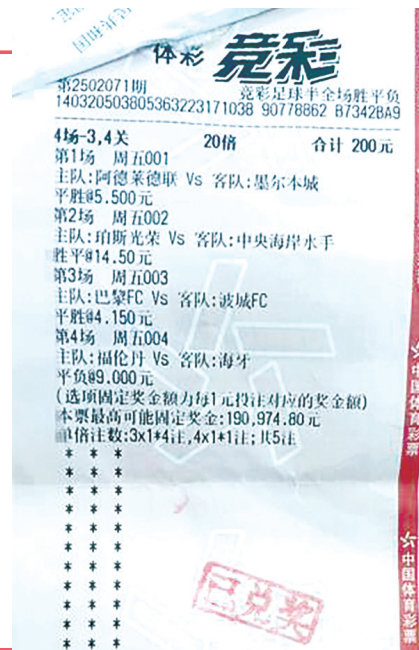 体彩 竞彩
第2502071期 竞彩足球半全场胜平负
1403205038053632231710​38 90778862 B7342BA9
4场-3,4关 20倍 合计 200元
第1场 周五001
主队:阿德莱德联 Vs 客队:墨尔本城
平胜@5.500元
第2场 周五002
主队:珀斯光荣 Vs 客队:中央海岸水手
胜平@14.50元
第3场 周五003
主队:巴黎FC Vs 客队:波城FC
平胜@4.150元
第4场 周五004
主队:福伦丹 Vs 客队:海牙
平负@9.000元
(选项固定奖金额为每1元投注对应的奖金额)
本票最高可能固定奖金:190,974.80元
单倍注数:3x1*4注,4x1*1注;共5注
* * *
* * *
* * *
* * *
* * *
* * *
* * *
* * *
* * *
已兑奖
中国体育彩票
中国体育彩票